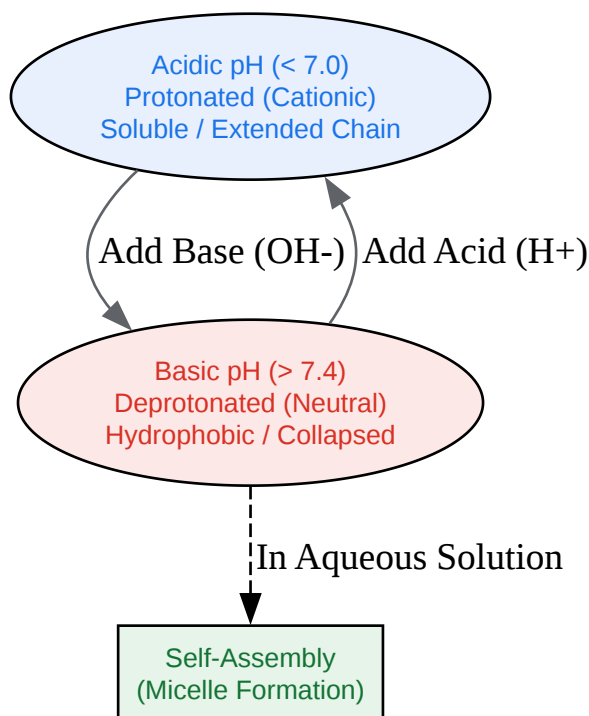 Acidic pH (< 7.0)
Protonated (Cationic)
Soluble / Extended Chain
Add Base (OH-)
Add Acid (H+)
Basic pH (> 7.4)
Deprotonated (Neutral)
Hydrophobic / Collapsed
In Aqueous Solution
Self-Assembly
(Micelle Formation)